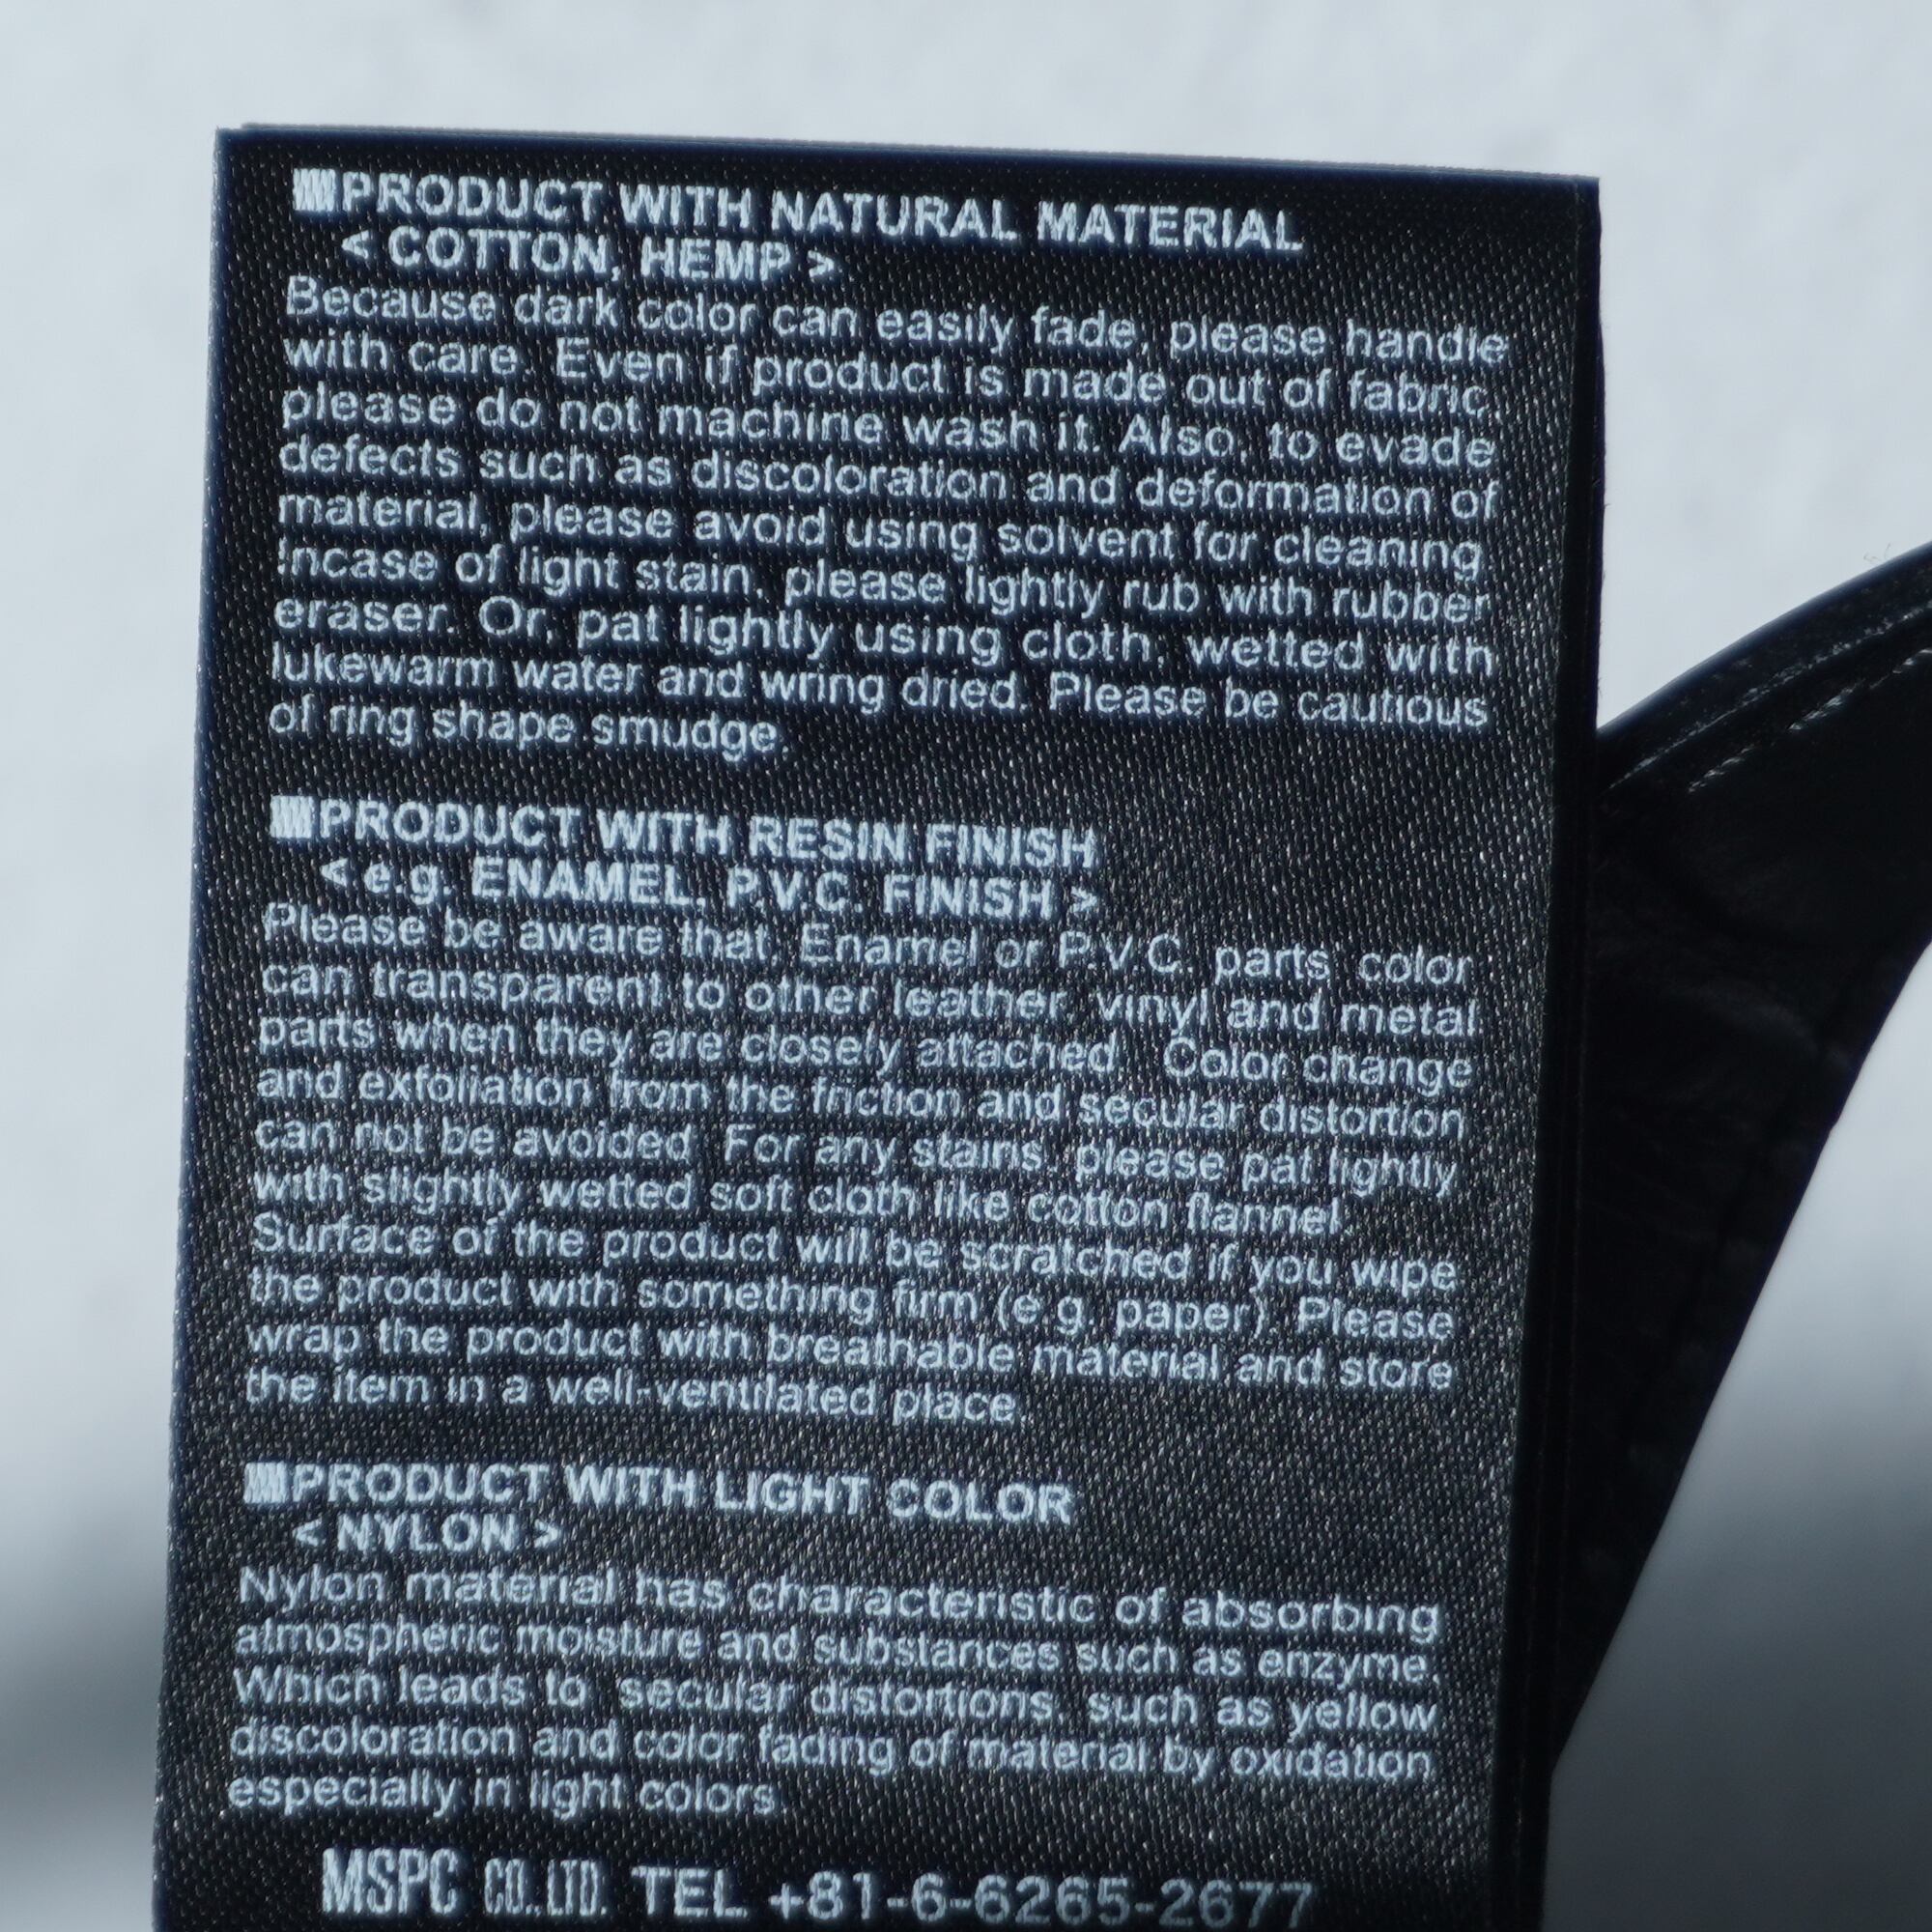 ■PRODUCT WITH NATURAL MATERIAL
< COTTON, HEMP >
Because dark color can easily fade, please handle
with care. Even if product is made out of fabric,
please do not machine wash it. Also, to evade
defects such as discoloration and deformation of
material, please avoid using solvent for cleaning
Incase of light stain, please lightly rub with rubber
eraser. Or, pat lightly using cloth, wetted with
lukewarm water and wring dried. Please be cautious
of ring shape smudge.
■PRODUCT WITH RESIN FINISH
< e.g. ENAMEL, P.V.C. FINISH >
Please be aware that, Enamel or P.V.C. parts, color
can transparent to other leather, vinyl and metal
parts when they are closely attached. Color change
and exfoliation from the friction and secular distortion
can not be avoided. For any stains, please pat lightly
with slightly wetted soft cloth like cotton flannel.
Surface of the product will be scratched if you wipe
the product with something firm (e.g. paper). Please
wrap the product with breathable material and store
the item in a well-ventilated place.
■PRODUCT WITH LIGHT COLOR
< NYLON >
Nylon material has characteristic of absorbing
atmospheric moisture and substances such as enzyme.
Which leads to secular distortions, such as yellow
discoloration and color fading of material by oxidation
especially in light colors.
MSPC CO.,LTD. TEL +81-6-6265-2677